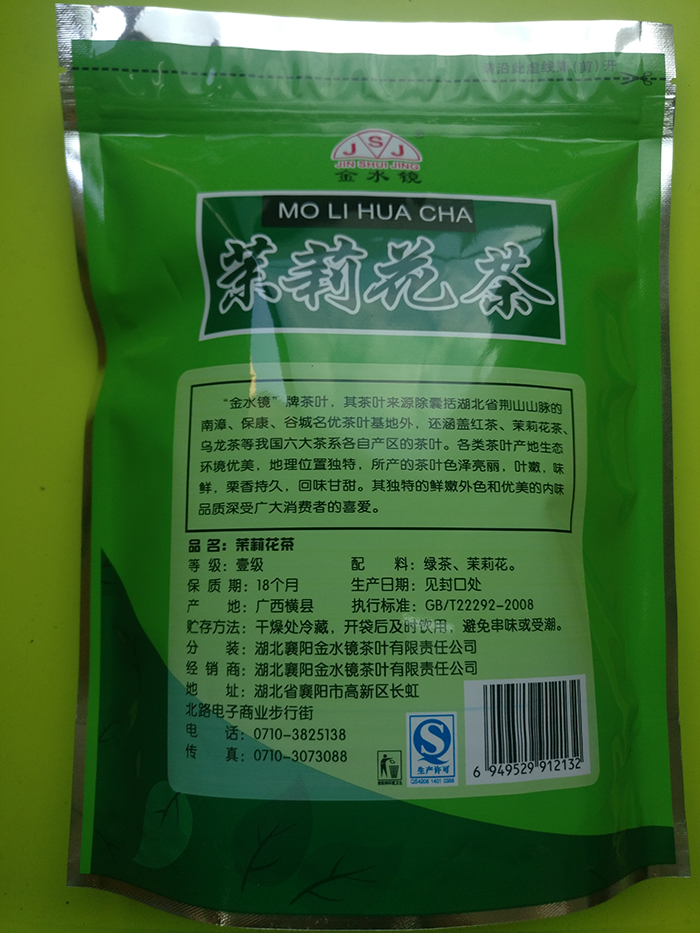 请沿此虚线撕(剪)开
JSJ
JIN SHUI JING
金水镜
MO LI HUA CHA
茉莉花茶
“金水镜”牌茶叶，其茶叶来源除囊括湖北省荆山山脉的
南漳、保康、谷城名优茶叶基地外，还涵盖红茶、茉莉花茶、
乌龙茶等我国六大茶系各自产区的茶叶。各类茶叶产地生态
环境优美，地理位置独特，所产的茶叶色泽亮丽，叶嫩，味
鲜，栗香持久，回味甘甜。其独特的鲜嫩外色和优美的内味
品质深受广大消费者的喜爱。
品 名：茉莉花茶
等 级：壹级 配 料：绿茶、茉莉花。
保 质 期：18个月 生产日期：见封口处
产 地：广西横县 执行标准：GB/T22292-2008
贮存方法：干燥处冷藏，开袋后及时饮用，避免串味或受潮。
分 装：湖北襄阳金水镜茶叶有限责任公司
经 销 商：湖北襄阳金水镜茶叶有限责任公司
地 址：湖北省襄阳市高新区长虹
北路电子商业步行街
电 话：0710-3825138
传 真：0710-3073088
生产许可
QS4206 1401 0288
6 949529 912132